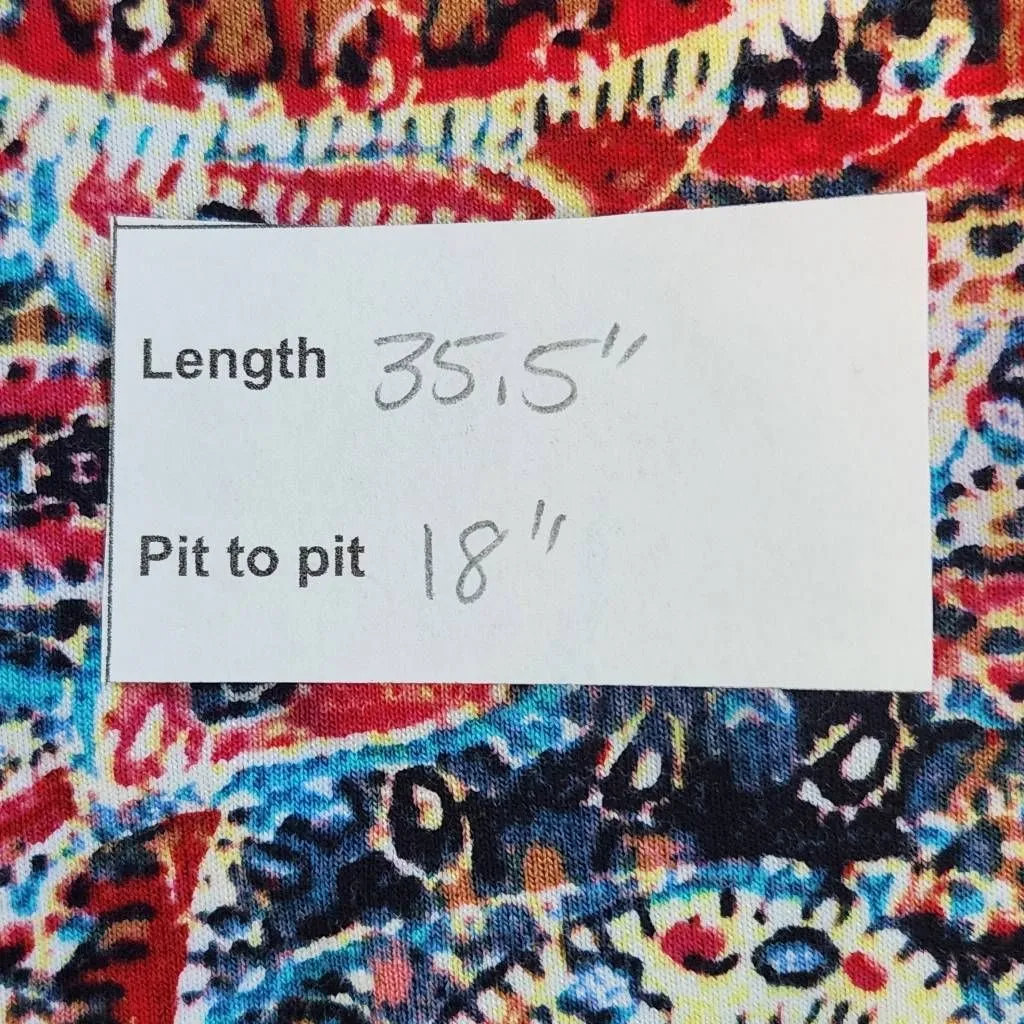 Length 35.5"
Pit to pit 18"